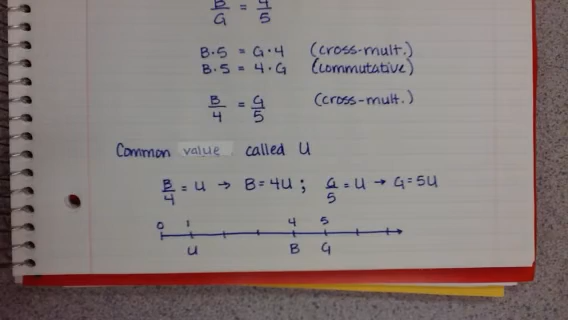 B/G = 4/5
B·5 = G·4 (cross-mult.)
B·5 = 4·G (commutative)
B/4 = G/5 (cross-mult.)
Common value called U
B/4 = U → B=4U ; G/5 = U → G=5U
0 1 4 5
U B G